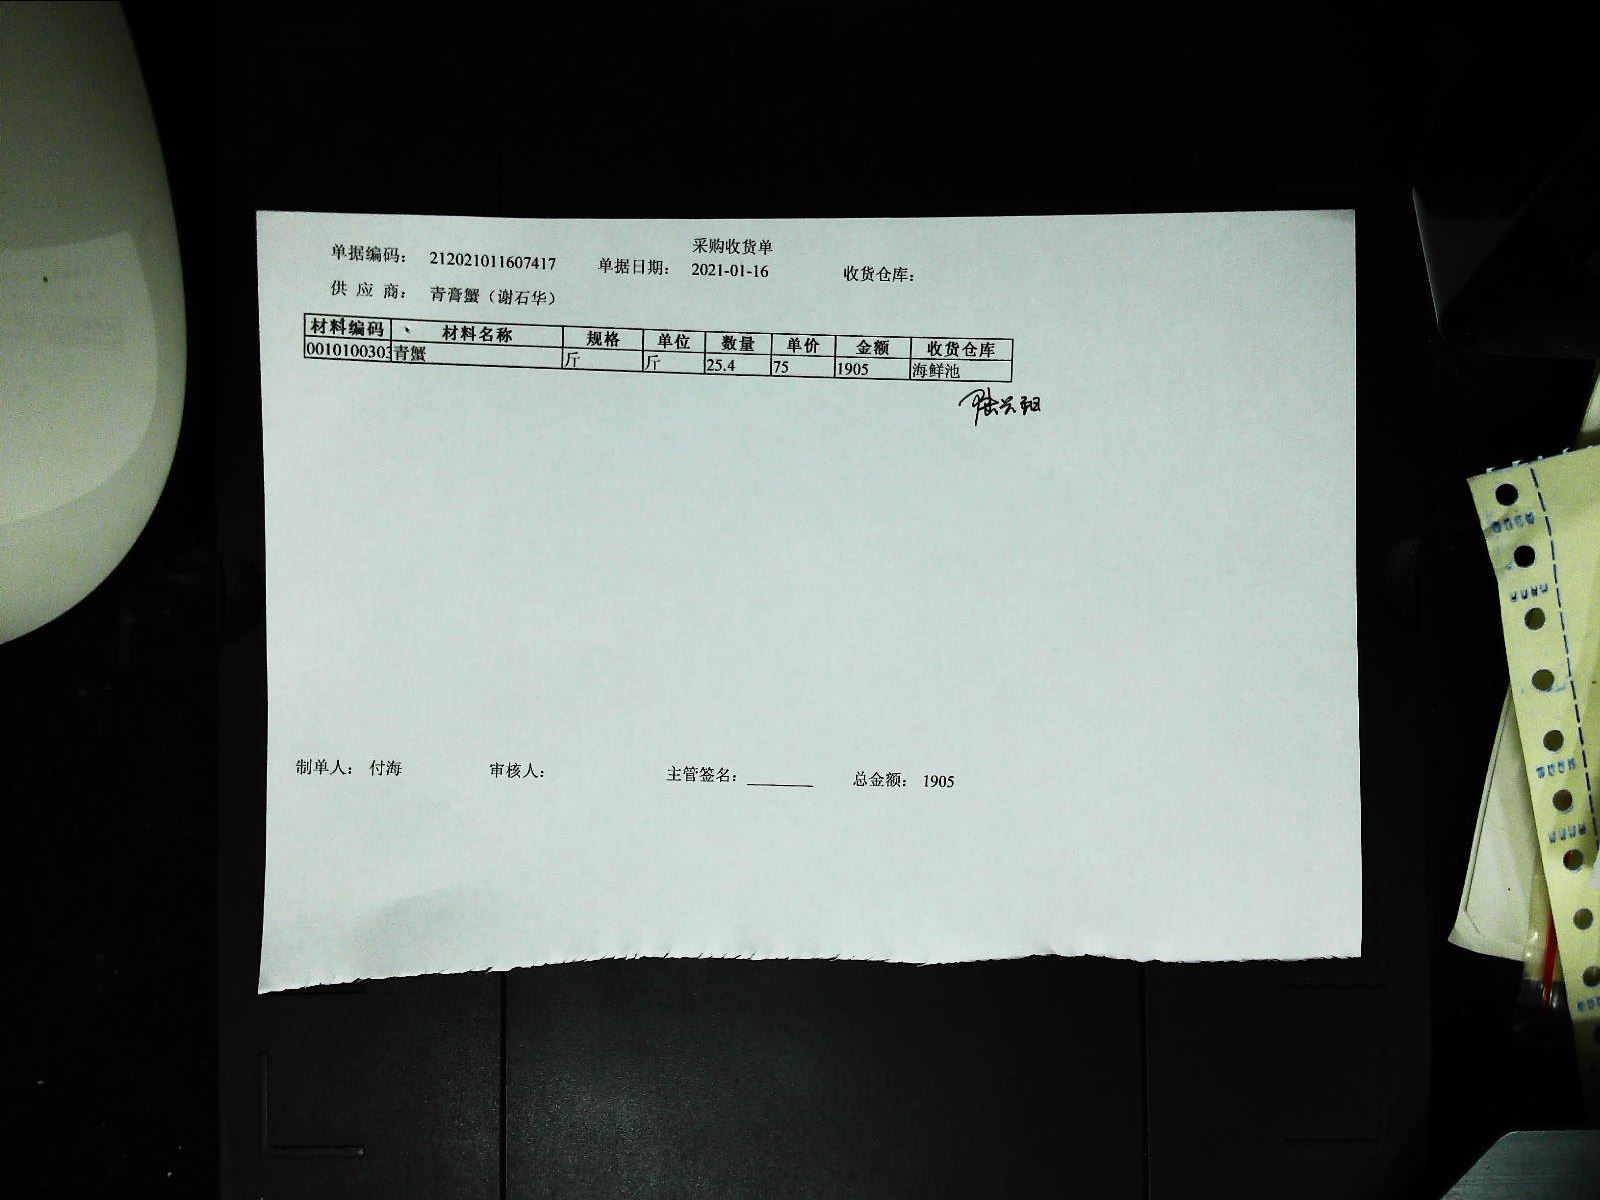 采购收货单
单据编码： 212021011607417 单据日期： 2021-01-16 收货仓库：
供 应 商： 青膏蟹（谢石华）
材料编码 材料名称 规格 单位 数量 单价 金额 收货仓库
0010100303 青蟹 斤 斤 25.4 75 1905 海鲜池
制单人： 付海 审核人： 主管签名： 总金额： 1905